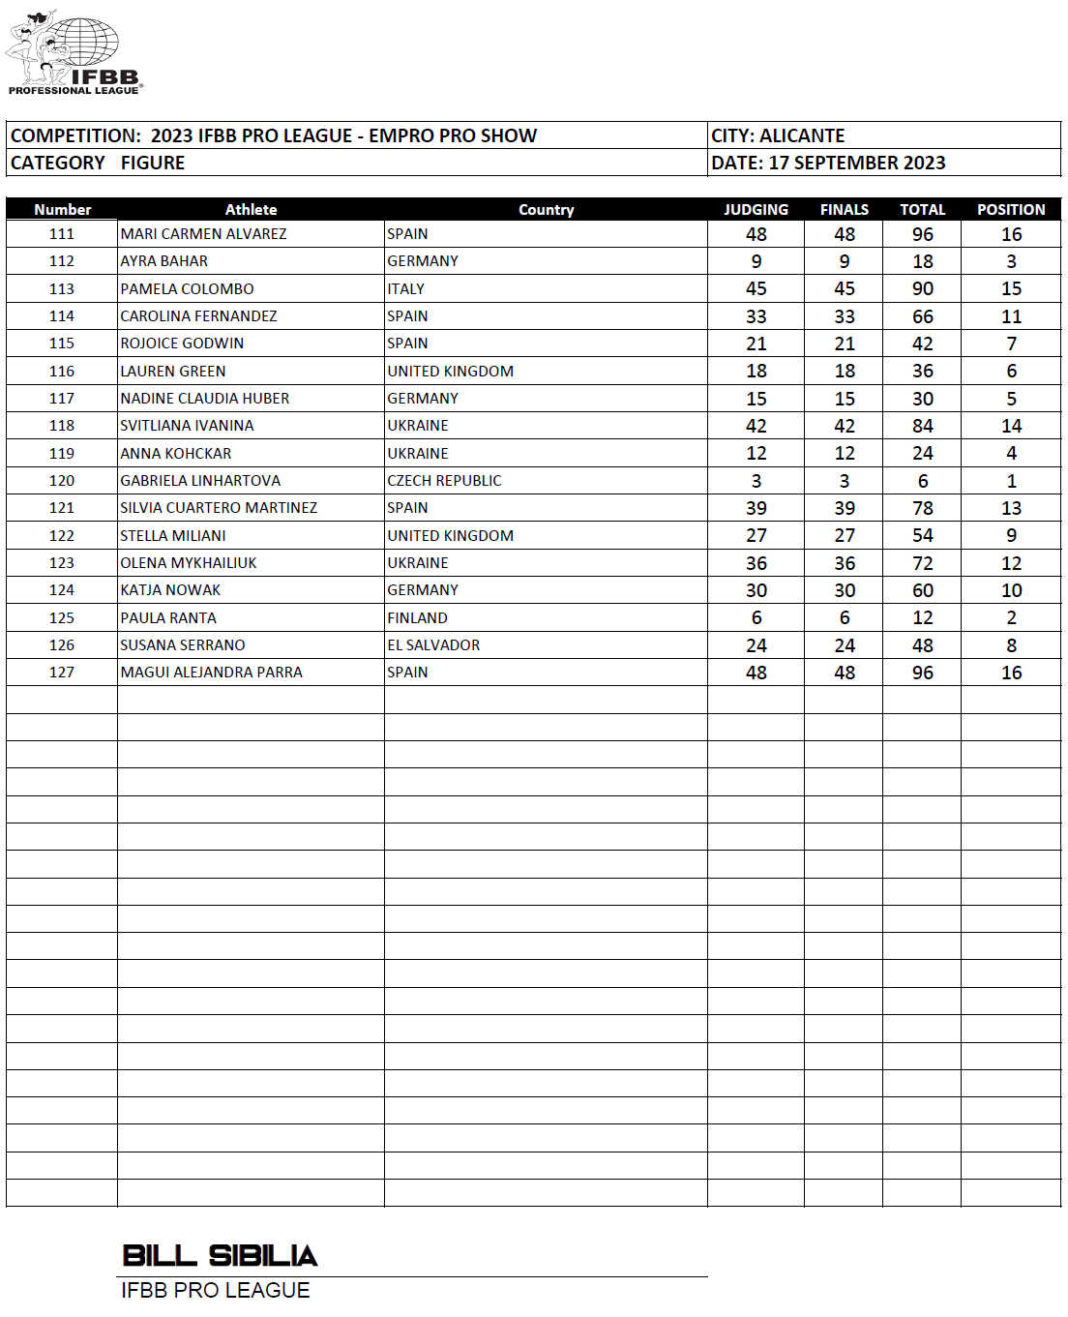 IFBB
PROFESSIONAL LEAGUE®
COMPETITION: 2023 IFBB PRO LEAGUE - EMPRO PRO SHOW CITY: ALICANTE
CATEGORY FIGURE DATE: 17 SEPTEMBER 2023
Number Athlete Country JUDGING FINALS TOTAL POSITION
111 MARI CARMEN ALVAREZ SPAIN 48 48 96 16
112 AYRA BAHAR GERMANY 9 9 18 3
113 PAMELA COLOMBO ITALY 45 45 90 15
114 CAROLINA FERNANDEZ SPAIN 33 33 66 11
115 ROJOICE GODWIN SPAIN 21 21 42 7
116 LAUREN GREEN UNITED KINGDOM 18 18 36 6
117 NADINE CLAUDIA HUBER GERMANY 15 15 30 5
118 SVITLIANA IVANINA UKRAINE 42 42 84 14
119 ANNA KOHCKAR UKRAINE 12 12 24 4
120 GABRIELA LINHARTOVA CZECH REPUBLIC 3 3 6 1
121 SILVIA CUARTERO MARTINEZ SPAIN 39 39 78 13
122 STELLA MILIANI UNITED KINGDOM 27 27 54 9
123 OLENA MYKHAILIUK UKRAINE 36 36 72 12
124 KATJA NOWAK GERMANY 30 30 60 10
125 PAULA RANTA FINLAND 6 6 12 2
126 SUSANA SERRANO EL SALVADOR 24 24 48 8
127 MAGUI ALEJANDRA PARRA SPAIN 48 48 96 16
BILL SIBILIA
IFBB PRO LEAGUE